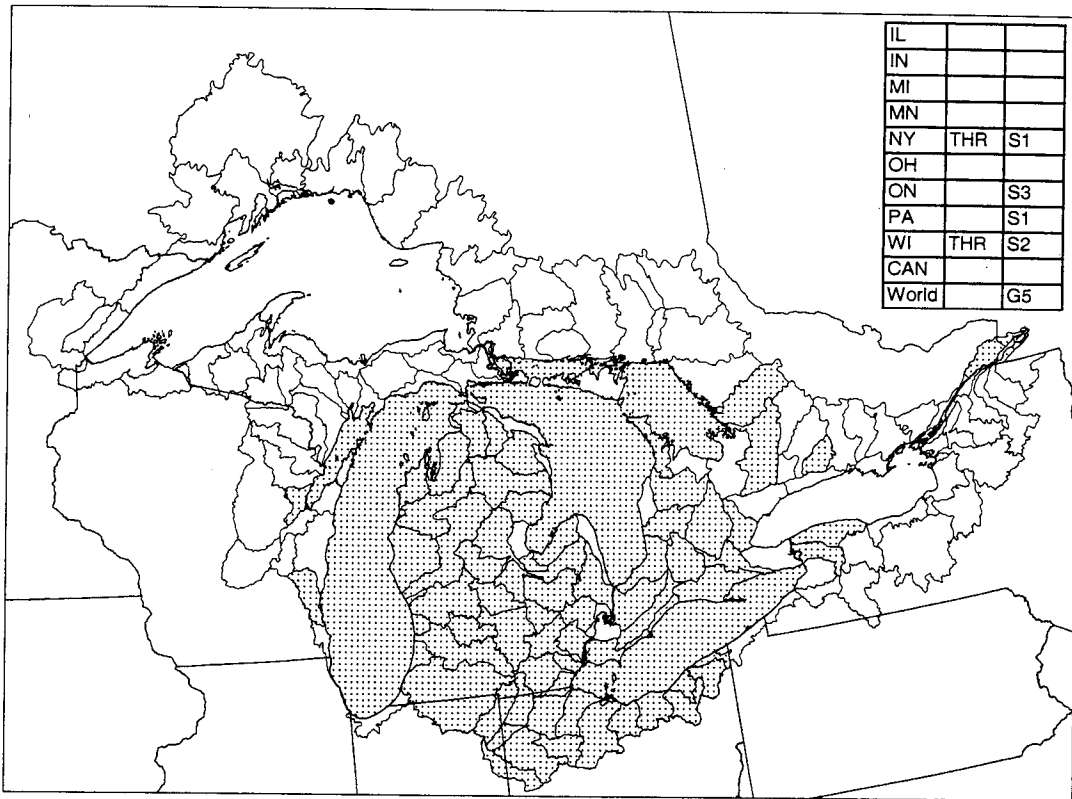 IL
IN
MI
MN
NY THR S1
OH
ON S3
PA S1
WI THR S2
CAN
World G5